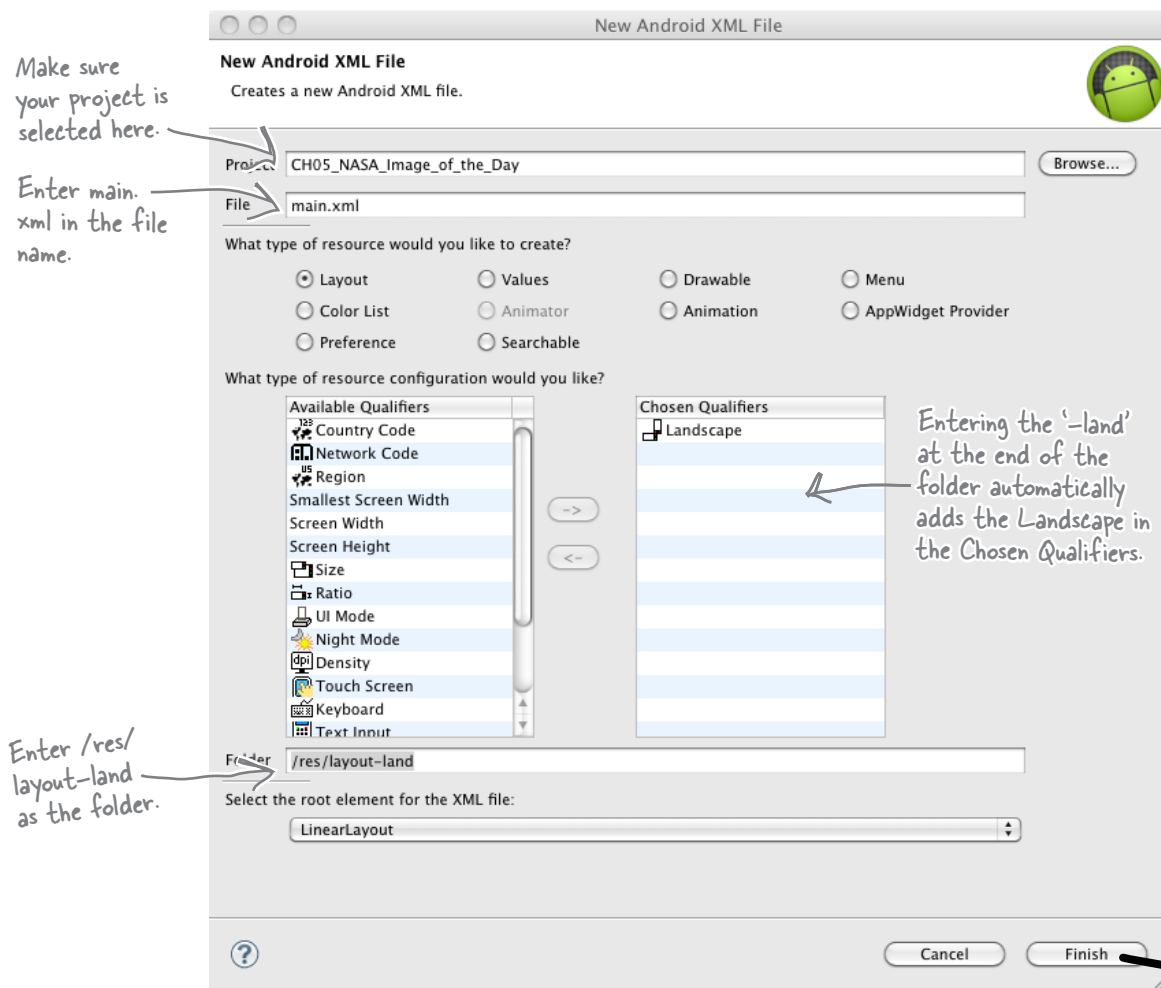 New Android XML File
New Android XML File
Creates a new Android XML file.
Make sure
your project is
selected here.
Project CH05_NASA_Image_of_the_Day Browse...
Enter main.
xml in the file
name.
File main.xml
What type of resource would you like to create?
Layout Values Drawable Menu
Color List Animator Animation AppWidget Provider
Preference Searchable
What type of resource configuration would you like?
Available Qualifiers
123
Country Code
Network Code
US
Region
Smallest Screen Width
Screen Width
Screen Height
Size
Ratio
UI Mode
Night Mode
dpi
Density
Touch Screen
Keyboard
Text Input
->
<-
Chosen Qualifiers
Landscape
Entering the ‘-land’
at the end of the
folder automatically
adds the Landscape in
the Chosen Qualifiers.
Enter /res/
layout-land
as the folder.
Folder /res/layout-land
Select the root element for the XML file:
LinearLayout
?
Cancel Finish